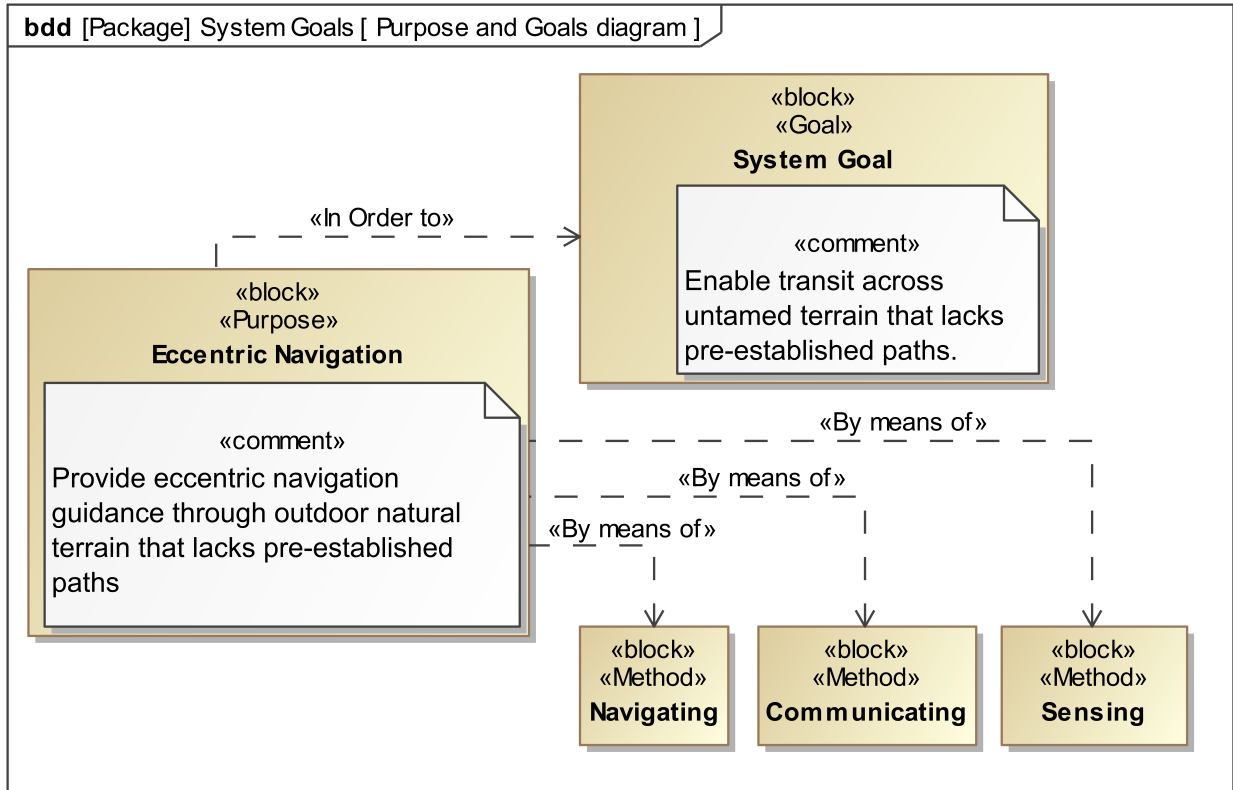 bdd [Package] System Goals [ Purpose and Goals diagram ]
«block»
«Goal»
System Goal
«comment»
Enable transit across
untamed terrain that lacks
pre-established paths.
«In Order to»
«block»
«Purpose»
Eccentric Navigation
«comment»
Provide eccentric navigation
guidance through outdoor natural
terrain that lacks pre-established
paths
«By means of»
«By means of»
«By means of»
«block»
«Method»
Navigating
«block»
«Method»
Communicating
«block»
«Method»
Sensing